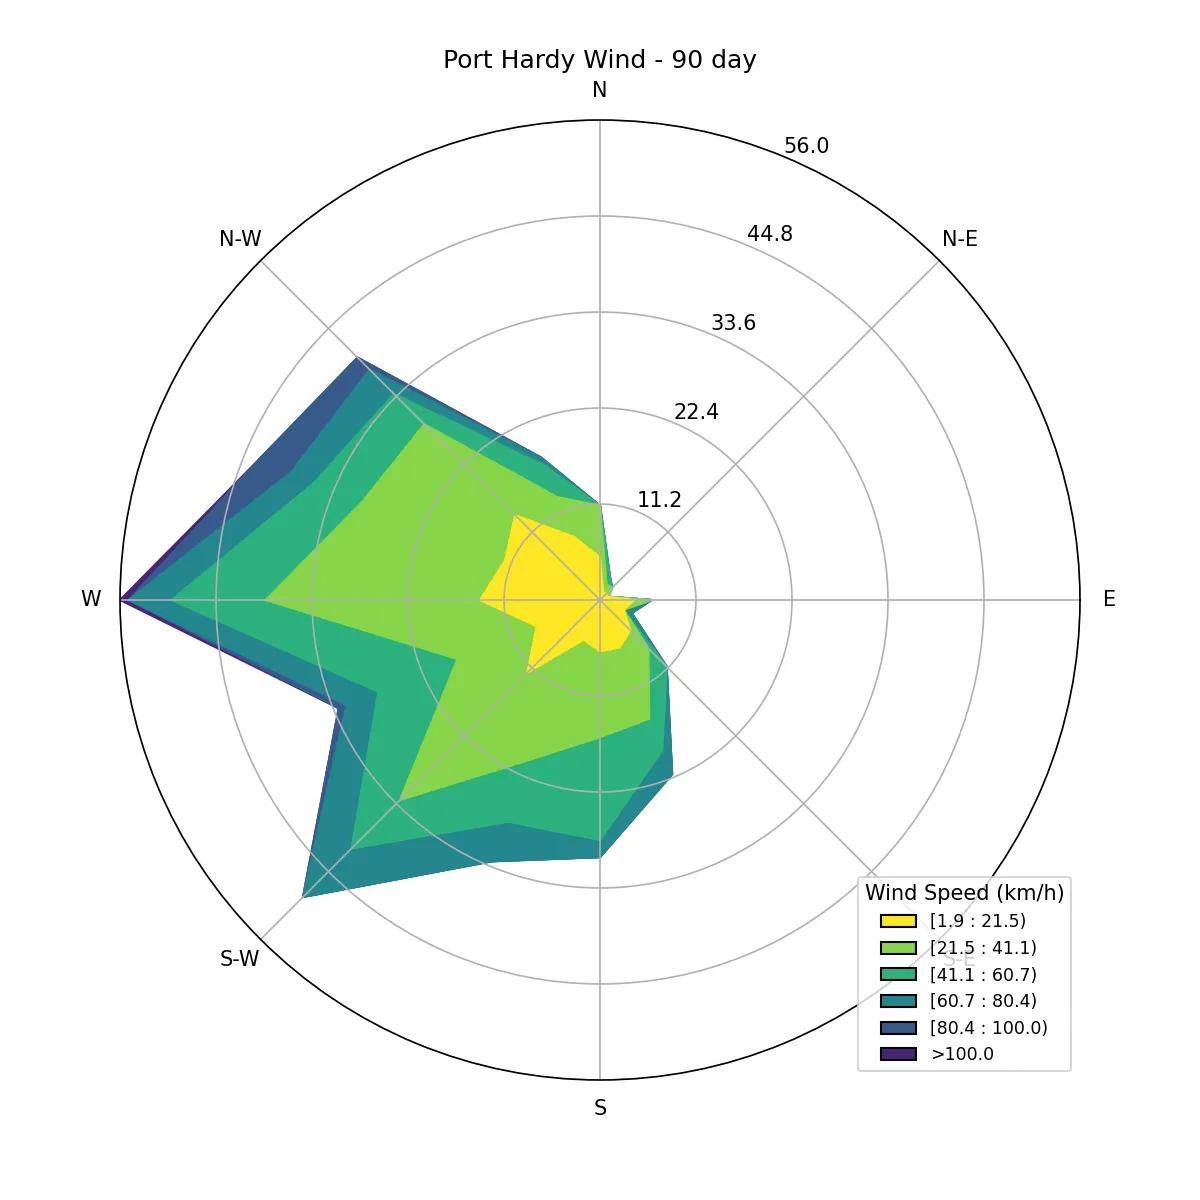 Port Hardy Wind - 90 day
N
56.0
44.8
N-W
N-E
33.6
22.4
11.2
W
E
S-W
S-E
S
Wind Speed (km/h)
[1.9 : 21.5)
[21.5 : 41.1)
[41.1 : 60.7)
[60.7 : 80.4)
[80.4 : 100.0)
>100.0